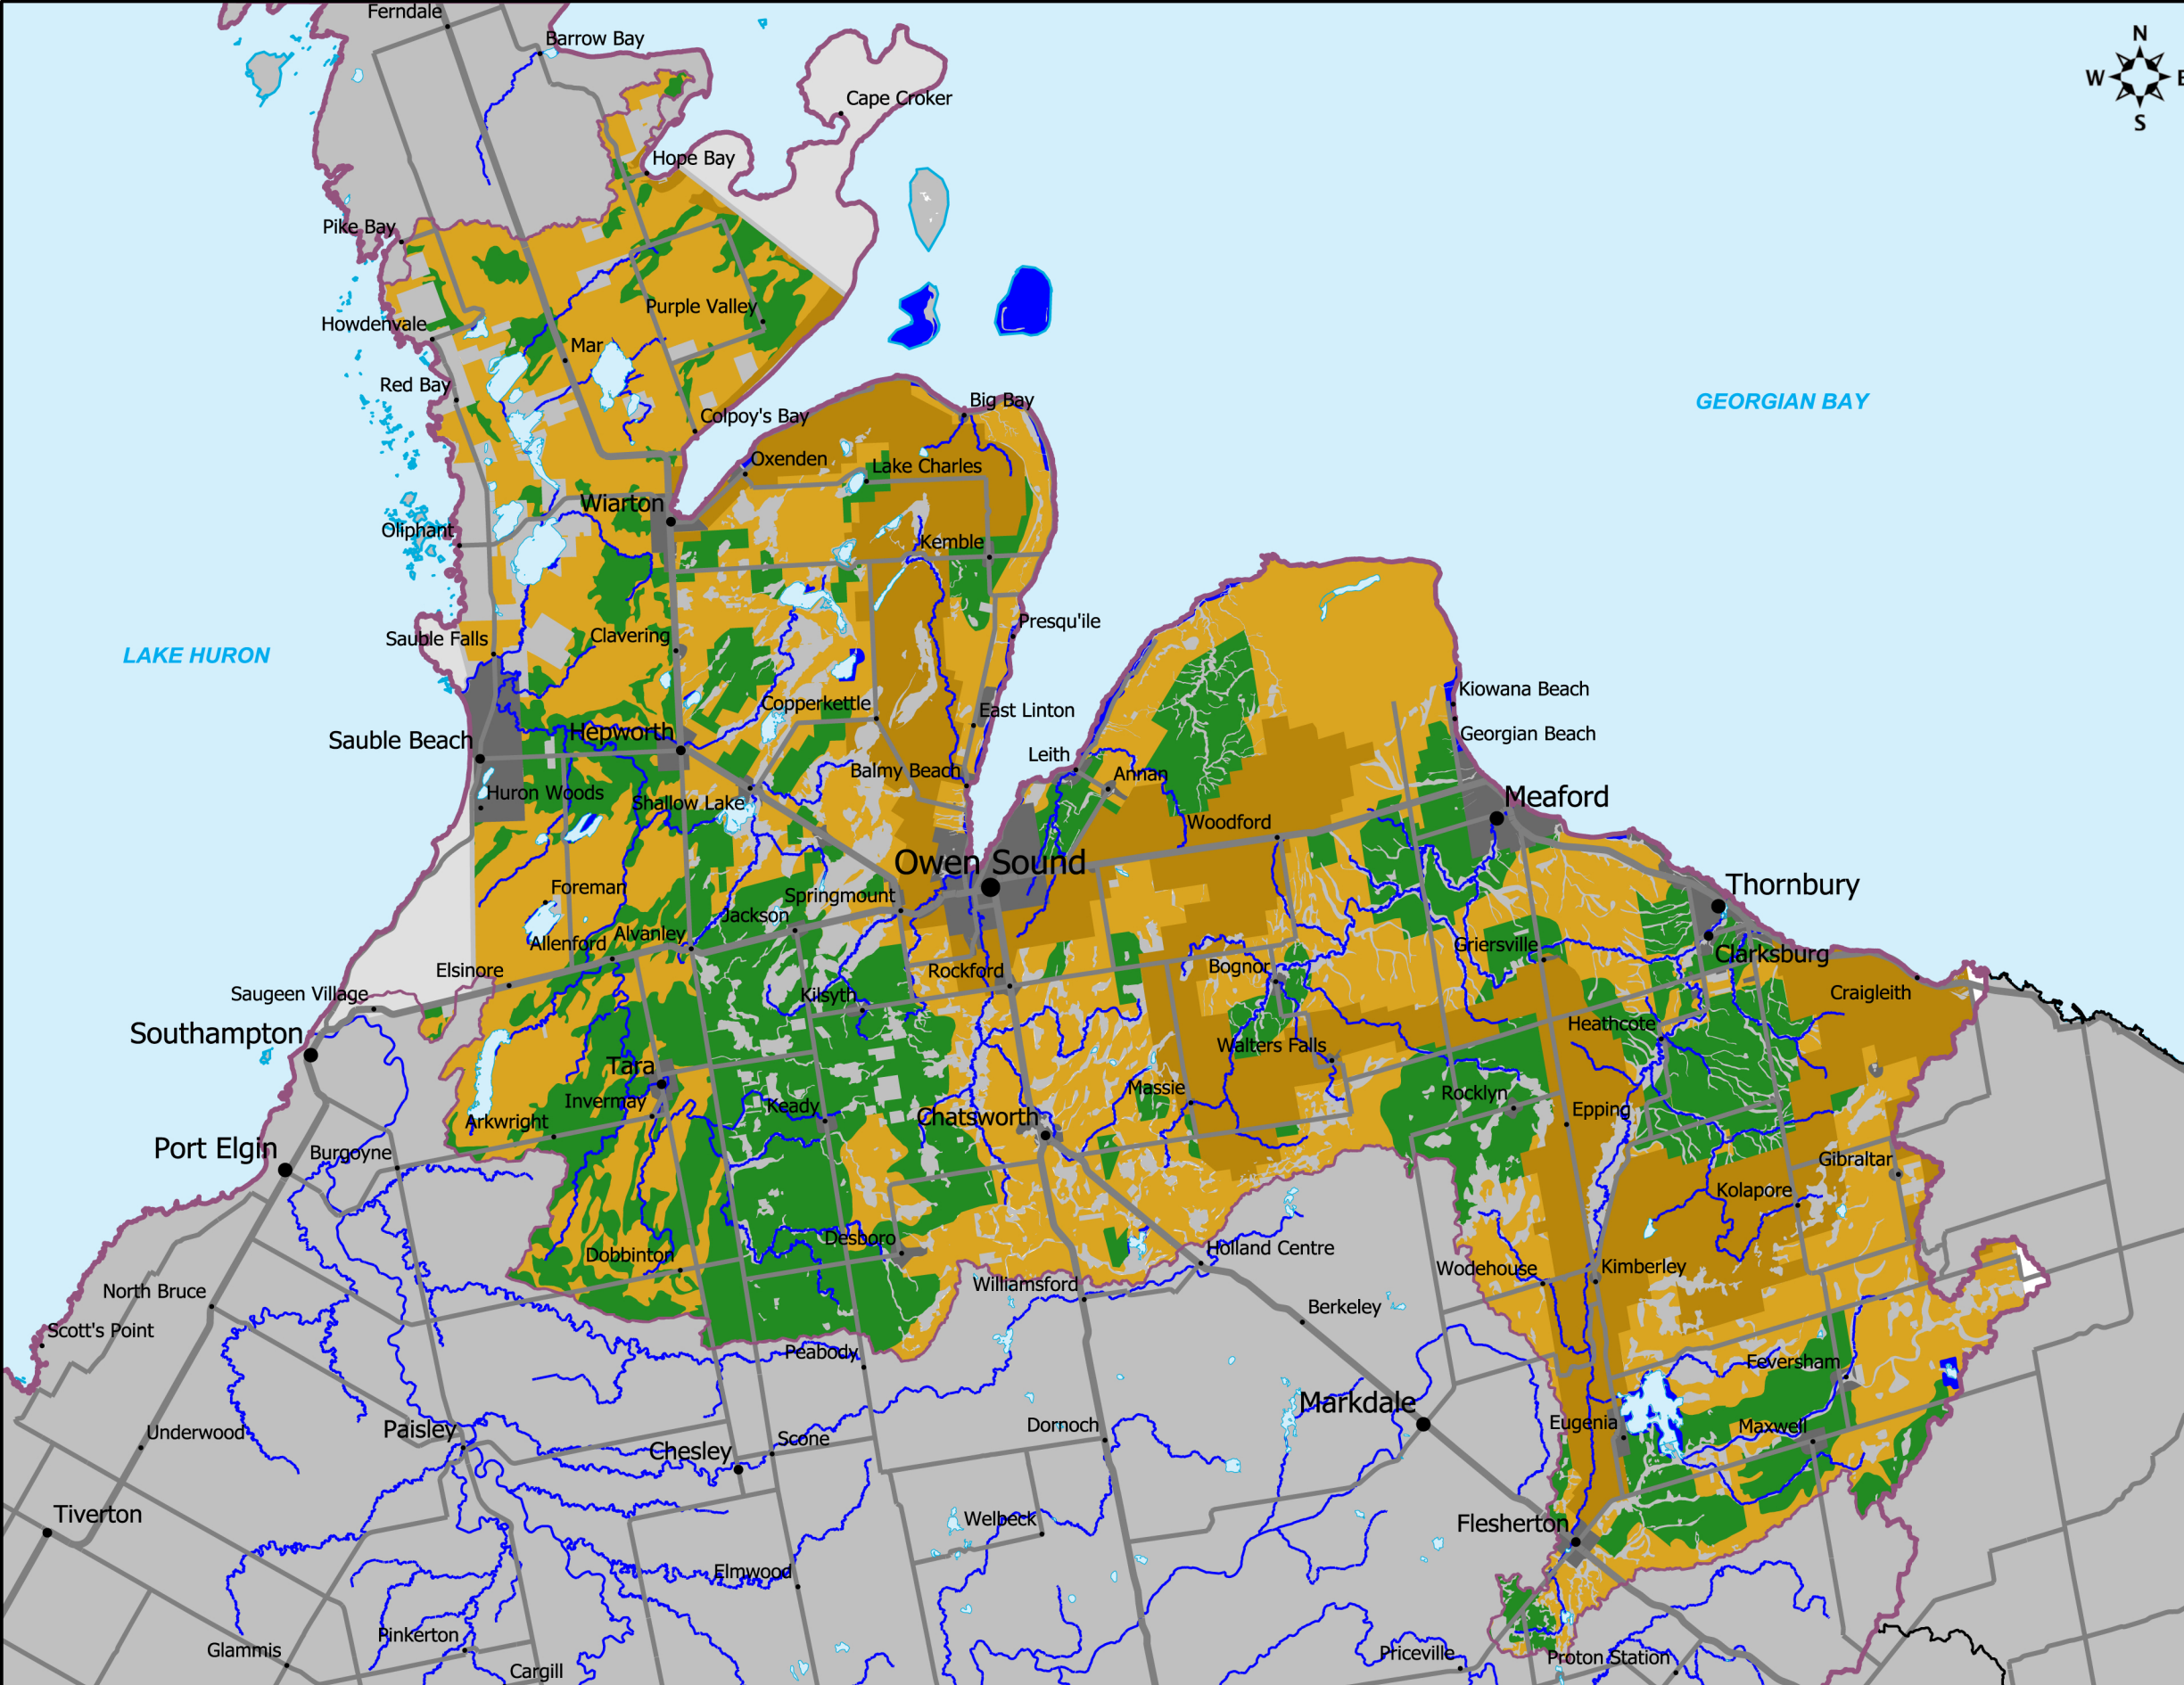 Ferndale
Barrow Bay
N
W
E
S
Cape Croker
Hope Bay
Pike Bay
Purple Valley
Howdenvale
Mar
Red Bay
GEORGIAN BAY
Big Bay
Colpoy's Bay
Oxenden
Lake Charles
Wiarton
Oliphant
Kemble
Presqu'ile
Sauble Falls
Clavering
LAKE HURON
Kiowana Beach
Copperkettle
East Linton
Hepworth
Georgian Beach
Sauble Beach
Leith
Balmy Beach
Annan
Huron Woods
Shallow Lake
Meaford
Woodford
Owen Sound
Foreman
Springmount
Thornbury
Jackson
Alvanley
Allenford
Griersville
Clarksburg
Elsinore
Rockford
Bognor
Saugeen Village
Kilsyth
Craigleith
Southampton
Heathcote
Walters Falls
Tara
Massie
Rocklyn
Invermay
Keady
Chatsworth
Epping
Arkwright
Port Elgin
Burgoyne
Gibraltar
Kolapore
Desboro
Holland Centre
Dobbinton
Wodehouse
Kimberley
Williamsford
North Bruce
Berkeley
Scott's Point
Peabody
Feversham
Markdale
Eugenia
Maxwell
Dornoch
Underwood
Paisley
Scone
Chesley
Tiverton
Welbeck
Flesherton
Elmwood
Pinkerton
Glammis
Priceville
Proton Station
Cargill